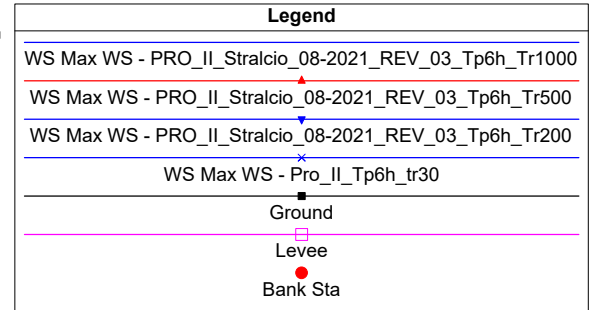 Legend
WS Max WS - PRO_II_Stralcio_08-2021_REV_03_Tp6h_Tr1000
WS Max WS - PRO_II_Stralcio_08-2021_REV_03_Tp6h_Tr500
WS Max WS - PRO_II_Stralcio_08-2021_REV_03_Tp6h_Tr200
WS Max WS - Pro_II_Tp6h_tr30
Ground
Levee
Bank Sta